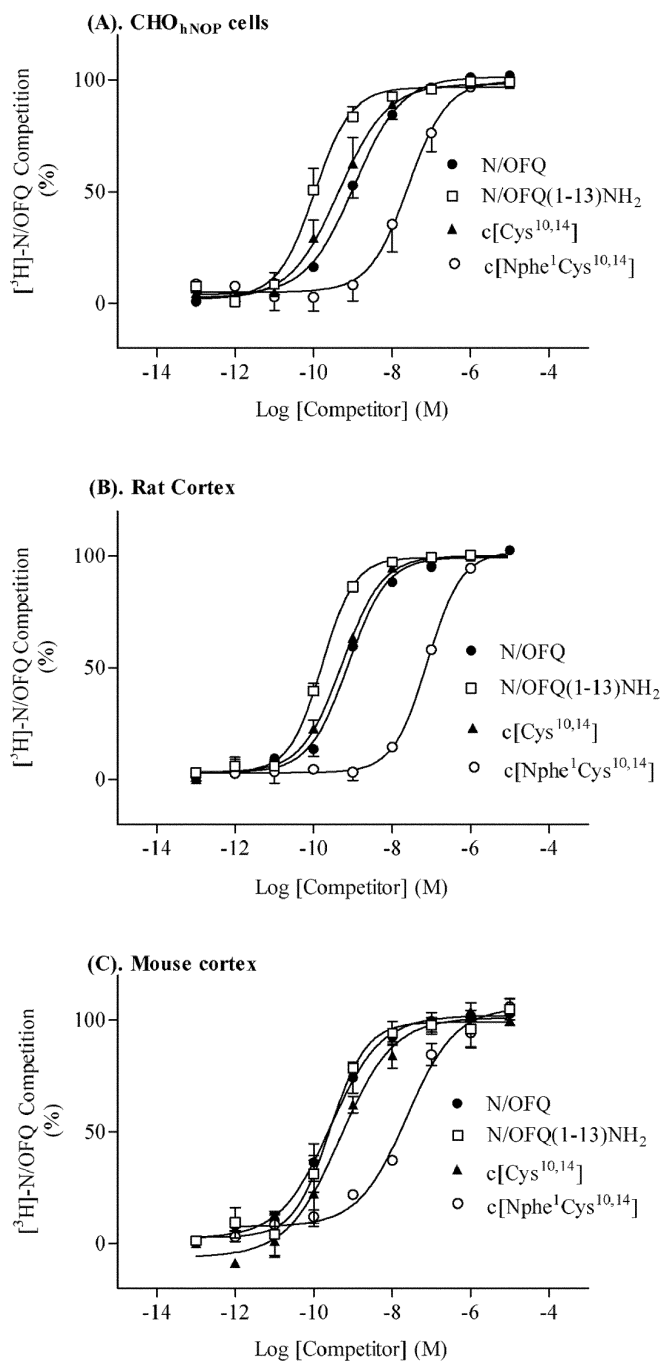 (A). CHOhNOP cells
[³H]-N/OFQ Competition
(%)
100
50
0
N/OFQ
N/OFQ(1-13)NH₂
c[Cys¹⁰,¹⁴]
c[Nphe¹Cys¹⁰,¹⁴]
-14 -12 -10 -8 -6 -4
Log [Competitor] (M)
(B). Rat Cortex
[³H]-N/OFQ Competition
(%)
100
50
0
N/OFQ
N/OFQ(1-13)NH₂
c[Cys¹⁰,¹⁴]
c[Nphe¹Cys¹⁰,¹⁴]
-14 -12 -10 -8 -6 -4
Log [Competitor] (M)
(C). Mouse cortex
[³H]-N/OFQ Competition
(%)
100
50
0
N/OFQ
N/OFQ(1-13)NH₂
c[Cys¹⁰,¹⁴]
c[Nphe¹Cys¹⁰,¹⁴]
-14 -12 -10 -8 -6 -4
Log [Competitor] (M)